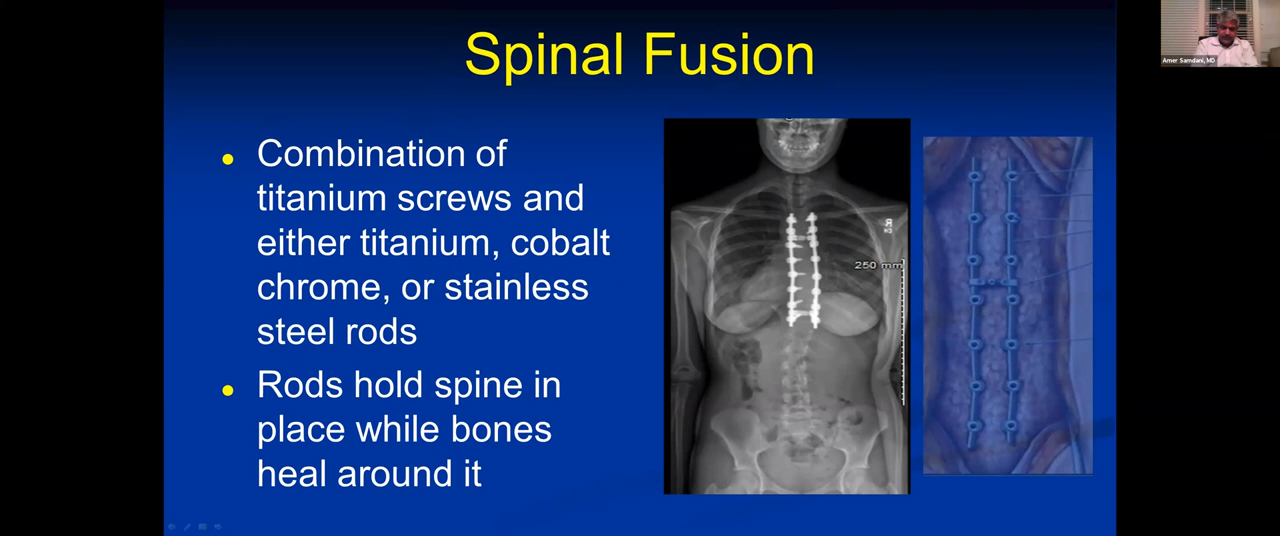 Spinal Fusion
Amer Samdani, MD
• Combination of
titanium screws and
either titanium, cobalt
chrome, or stainless
steel rods
• Rods hold spine in
place while bones
heal around it
250 mm